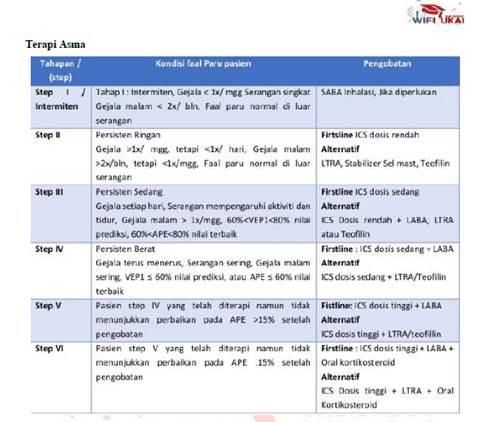 WIFI UKAI
Terapi Asma
Tahapan / (step)
Kondisi faal Paru pasien
Pengobatan
Step I / Intermiten
Tahap I : Intermiten, Gejala < 1x/ mgg Serangan singkat
Gejala malam < 2x/ bln, Faal paru normal di luar
serangan
SABA Inhalasi, Jika diperlukan
Step II
Persisten Ringan
Gejala >1x/ mgg, tetapi <1x/ hari, Gejala malam
>2x/bln, tetapi <1x/mgg, Faal paru normal di luar
serangan
Firtsline ICS dosis rendah
Alternatif
LTRA, Stabilizer Sel mast, Teofilin
Step III
Persisten Sedang
Gejala setiap hari, Serangan mempengaruhi aktiviti dan
tidur, Gejala malam > 1x/mgg, 60%<VEP1<80% nilai
prediksi, 60%<APE<80% nilai terbaik
Firstline ICS dosis sedang
Alternatif
ICS Dosis rendah + LABA, LTRA
atau Teofilin
Step IV
Persisten Berat
Gejala terus menerus, Serangan sering, Gejala malam
sering, VEP1 ≤ 60% nilai prediksi, atau APE ≤ 60% nilai
terbaik
Firstline : ICS dosis sedang + LABA
Alternatif
ICS dosis sedang + LTRA/Teofilin
Step V
Pasien step IV yang telah diterapi namun tidak
menunjukkan perbaikan pada APE >15% setelah
pengobatan
Fistline: ICS dosis tinggi + LABA
Alternatif
ICS dosis tinggi + LTRA/teofillin
Step VI
Pasien step V yang telah diterapi namun tidak
menunjukkan perbaikan pada APE .15% setelah
pengobatan
Firstline : ICS dosis tinggi + LABA +
Oral kortikosteroid
Alternatif
ICS Dosis tinggi + LTRA + Oral
Kortikosteroid